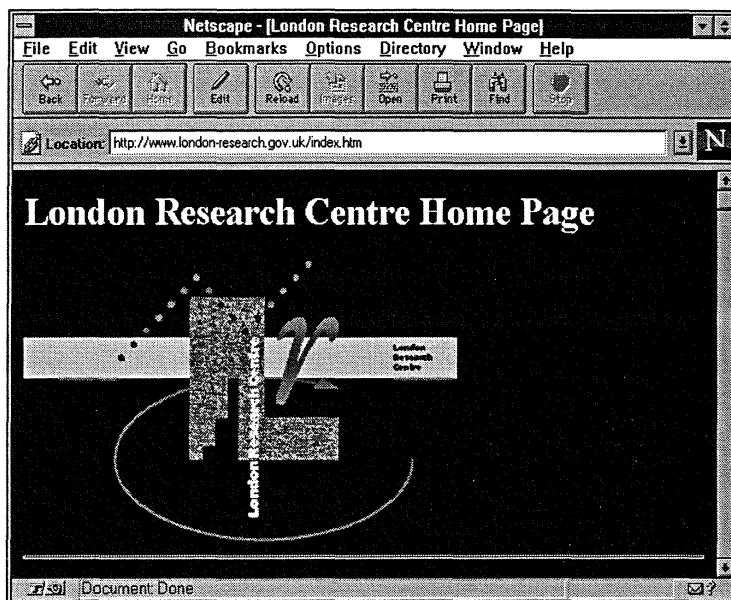 Netscape - [London Research Centre Home Page]
File Edit View Go Bookmarks Options Directory Window Help
Back Forward Home Edit Reload Images Open Print Find Stop
Location: http://www.london-research.gov.uk/index.htm N
London Research Centre Home Page
r
London
Research
Centre
London Research Centre
Document: Done
?